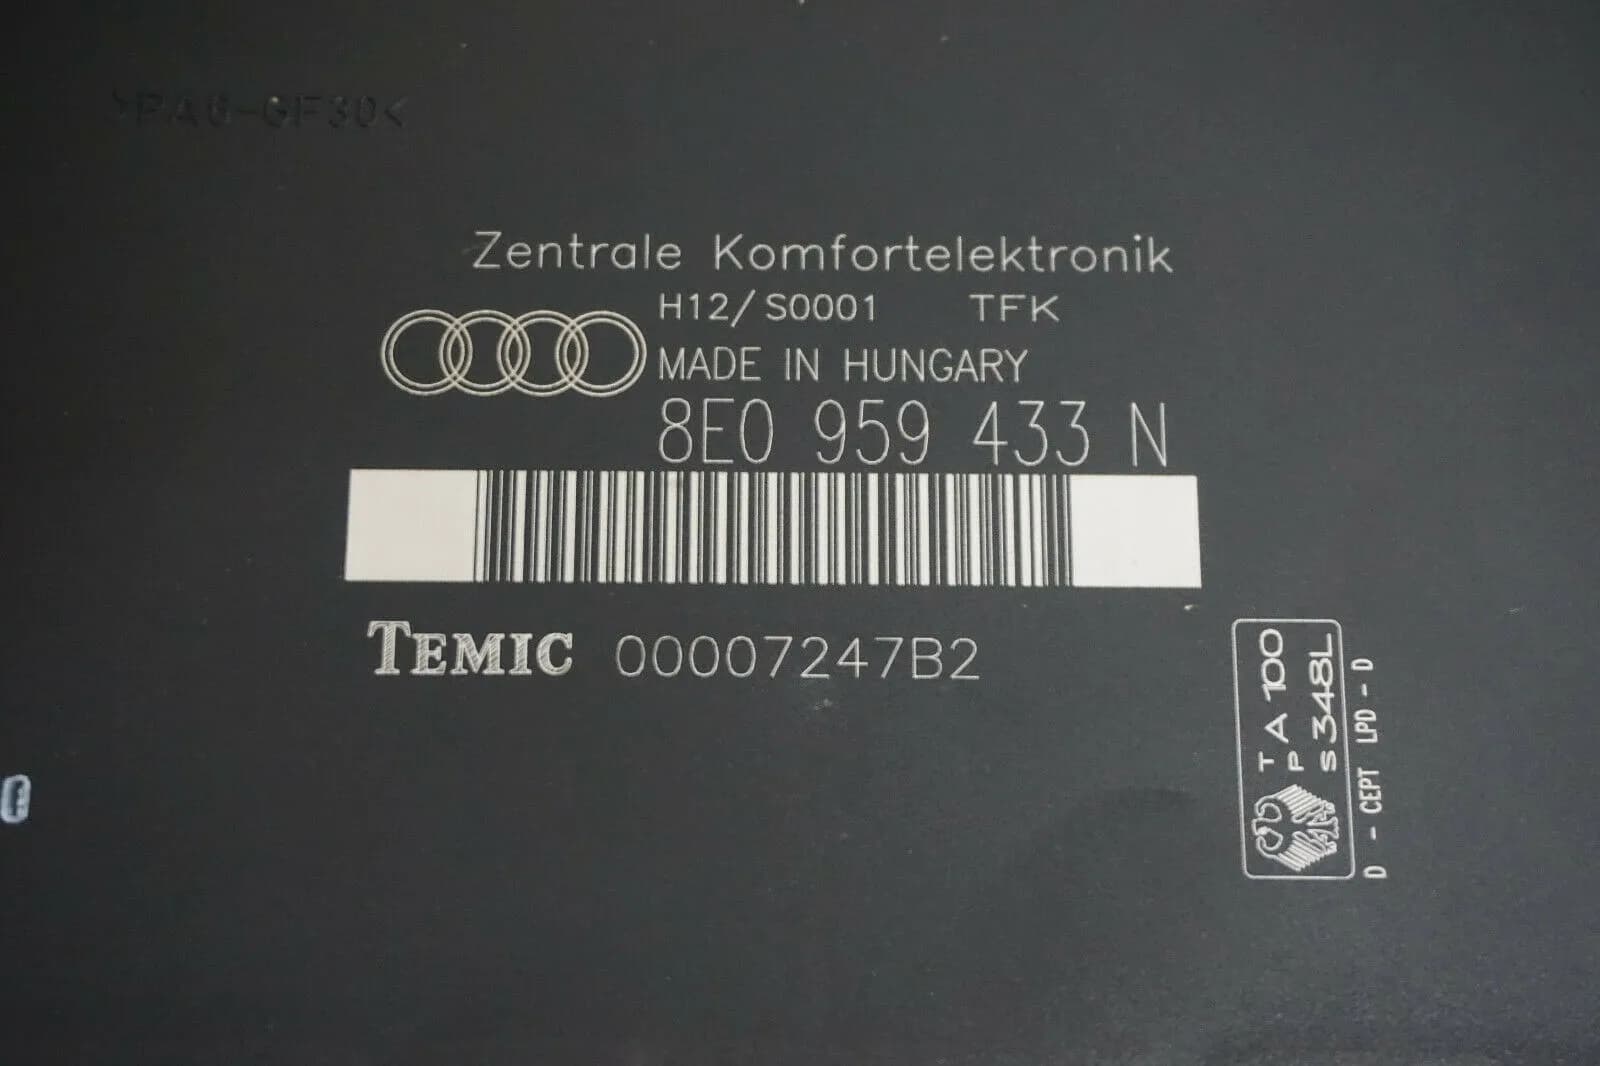 >PA6-GF30<
Zentrale Komfortelektronik
H12/S0001 TFK
MADE IN HUNGARY
8E0 959 433 N
TEMIC 00007247B2
T A 100
P
S 348L
D - CEPT LPD - D